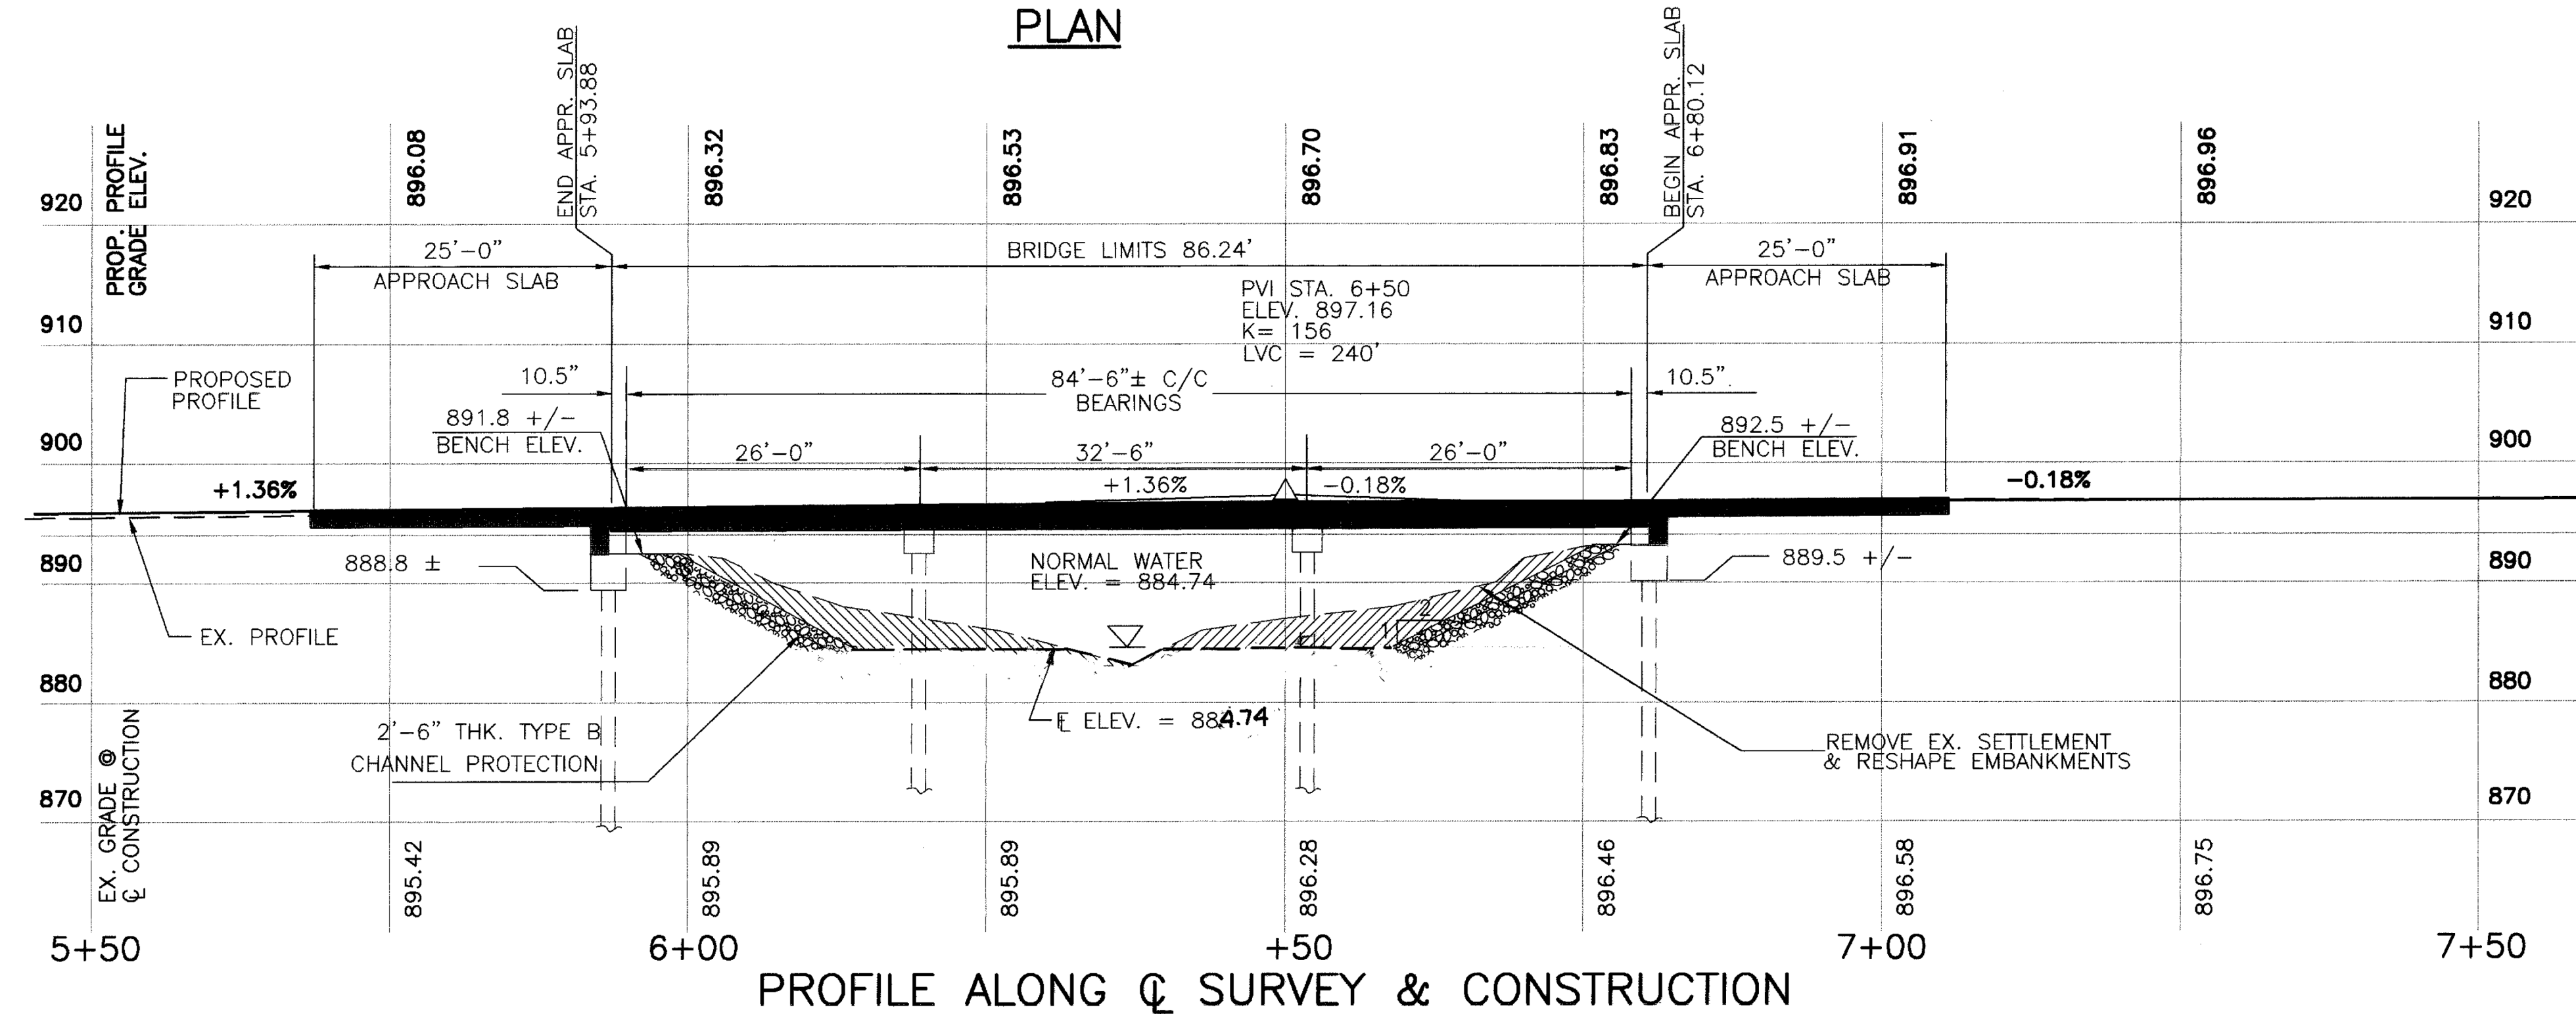 PLAN
END APPR. SLAB
STA. 5+93.88
BEGIN APPR. SLAB
STA. 6+80.12
PROP. PROFILE
GRADE ELEV.
896.08
896.32
896.53
896.70
896.83
896.91
896.96
920
920
25'-0"
APPROACH SLAB
BRIDGE LIMITS 86.24'
25'-0"
APPROACH SLAB
PVI STA. 6+50
ELEV. 897.16
K= 156
LVC = 240'
910
910
PROPOSED
PROFILE
10.5"
84'-6"± C/C
BEARINGS
10.5"
891.8 +/-
BENCH ELEV.
892.5 +/-
BENCH ELEV.
900
900
26'-0"
32'-6"
26'-0"
+1.36%
+1.36%
-0.18%
-0.18%
890
890
888.8 ±
NORMAL WATER
ELEV. = 884.74
889.5 +/-
2
1
EX. PROFILE
880
880
2'-6" THK. TYPE B
CHANNEL PROTECTION
℄ ELEV. = 884.74
REMOVE EX. SETTLEMENT
& RESHAPE EMBANKMENTS
870
870
EX. GRADE @
℄ CONSTRUCTION
895.42
895.89
895.89
896.28
896.46
896.58
896.75
5+50
6+00
+50
7+00
7+50
PROFILE ALONG ℄ SURVEY & CONSTRUCTION